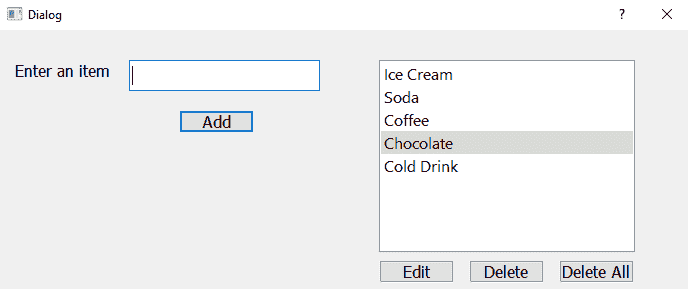 Dialog
?
Enter an item
Add
Ice Cream
Soda
Coffee
Chocolate
Cold Drink
Edit Delete Delete All